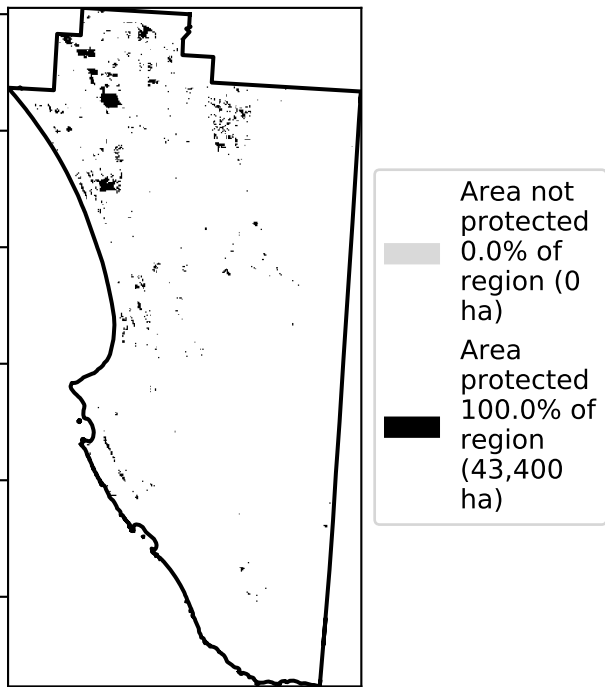 Area not
protected
0.0% of
region (0
ha)
Area
protected
100.0% of
region
(43,400
ha)